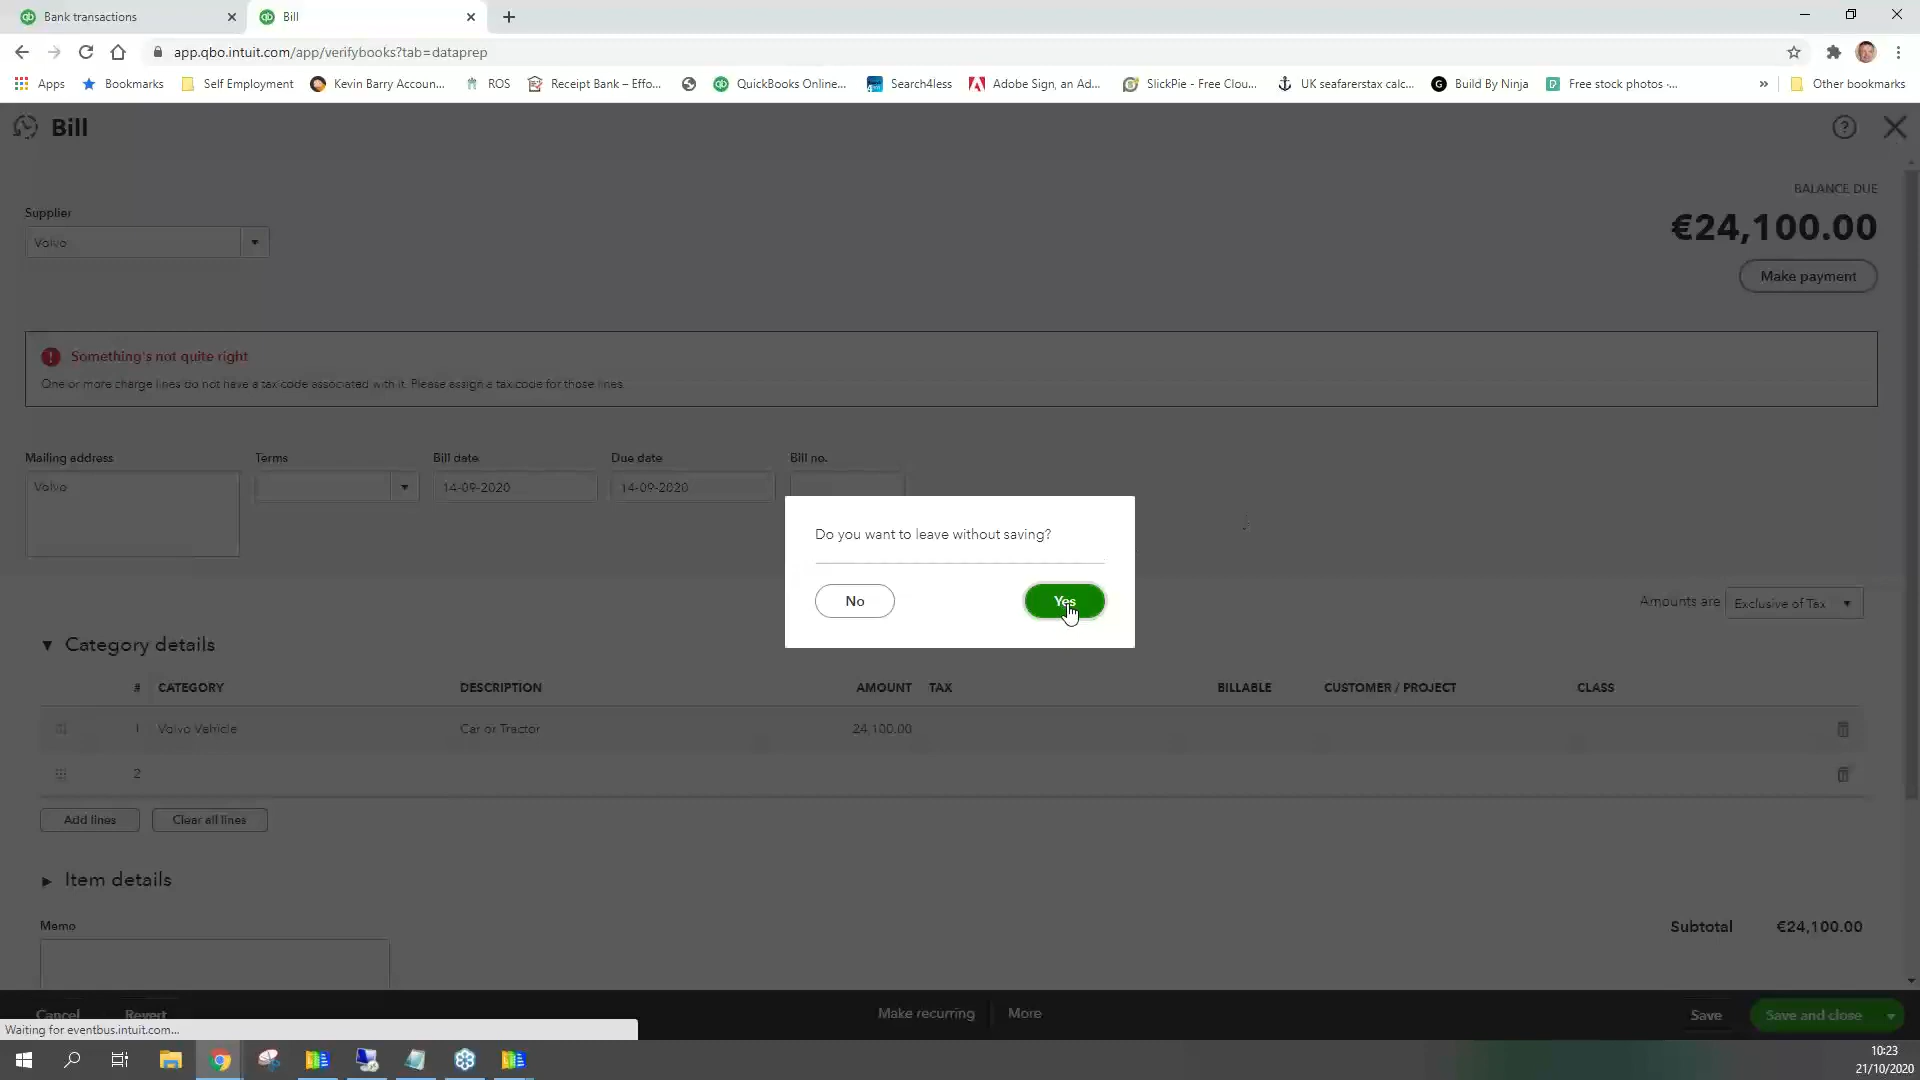 Bank transactions
Bill
app.qbo.intuit.com/app/verifybooks?tab=dataprep
Apps
Bookmarks
Self Employment
Kevin Barry Accoun...
ROS
Receipt Bank – Effo...
QuickBooks Online...
Search4less
Adobe Sign, an Ad...
SlickPie - Free Clou...
UK seafarerstax calc...
Build By Ninja
Free stock photos ·...
»
Other bookmarks
Bill
BALANCE DUE
€24,100.00
Make payment
Supplier
Volvo
Something's not quite right
One or more charge lines do not have a tax code associated with it. Please assign a tax code for those lines.
Mailing address
Terms
Bill date
Due date
Bill no.
Volvo
14-09-2020
14-09-2020
Do you want to leave without saving?
No
Yes
Amounts are
Exclusive of Tax
Category details
# CATEGORY DESCRIPTION AMOUNT TAX BILLABLE CUSTOMER / PROJECT CLASS
1 Volvo Vehicle Car or Tractor 24,100.00
2
Add lines
Clear all lines
Item details
Memo
Subtotal €24,100.00
Cancel
Revert
Make recurring
More
Save
Save and close
Waiting for eventbus.intuit.com...
10:23
21/10/2020